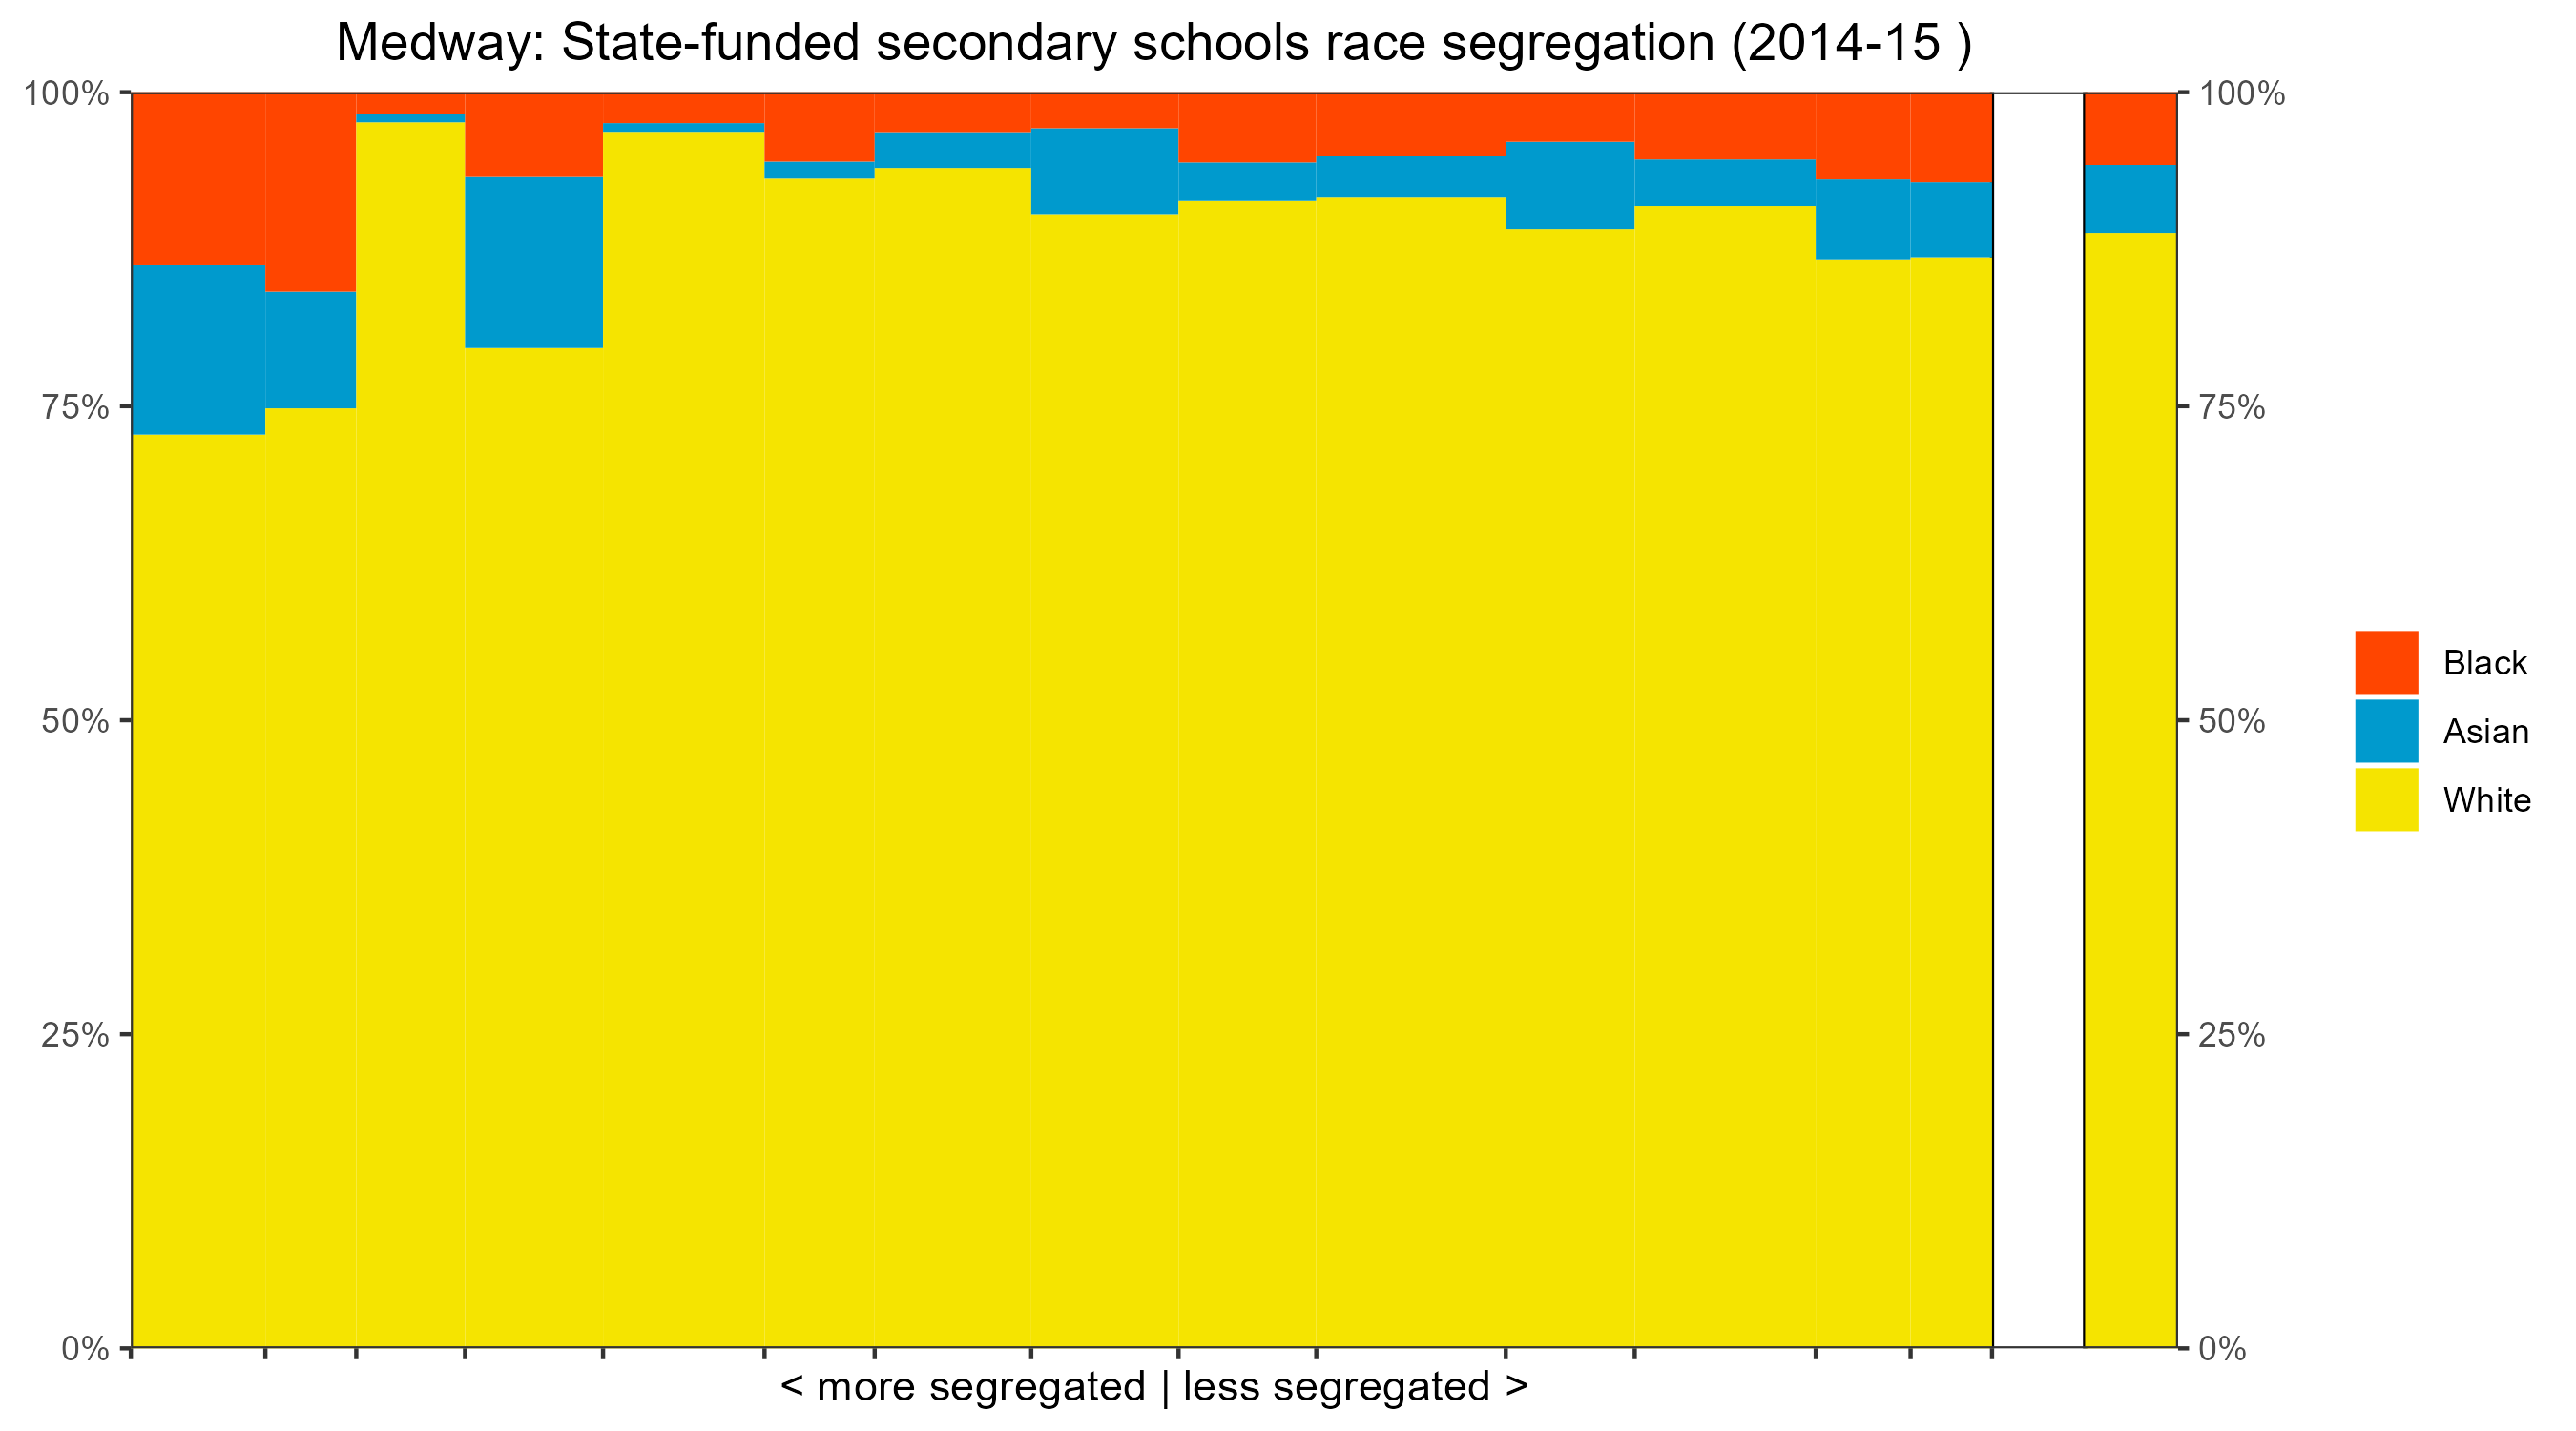 Medway: State-funded secondary schools race segregation (2014-15 )
100%
75%
50%
25%
0%
100%
75%
50%
25%
0%
Black
Asian
White
< more segregated | less segregated >